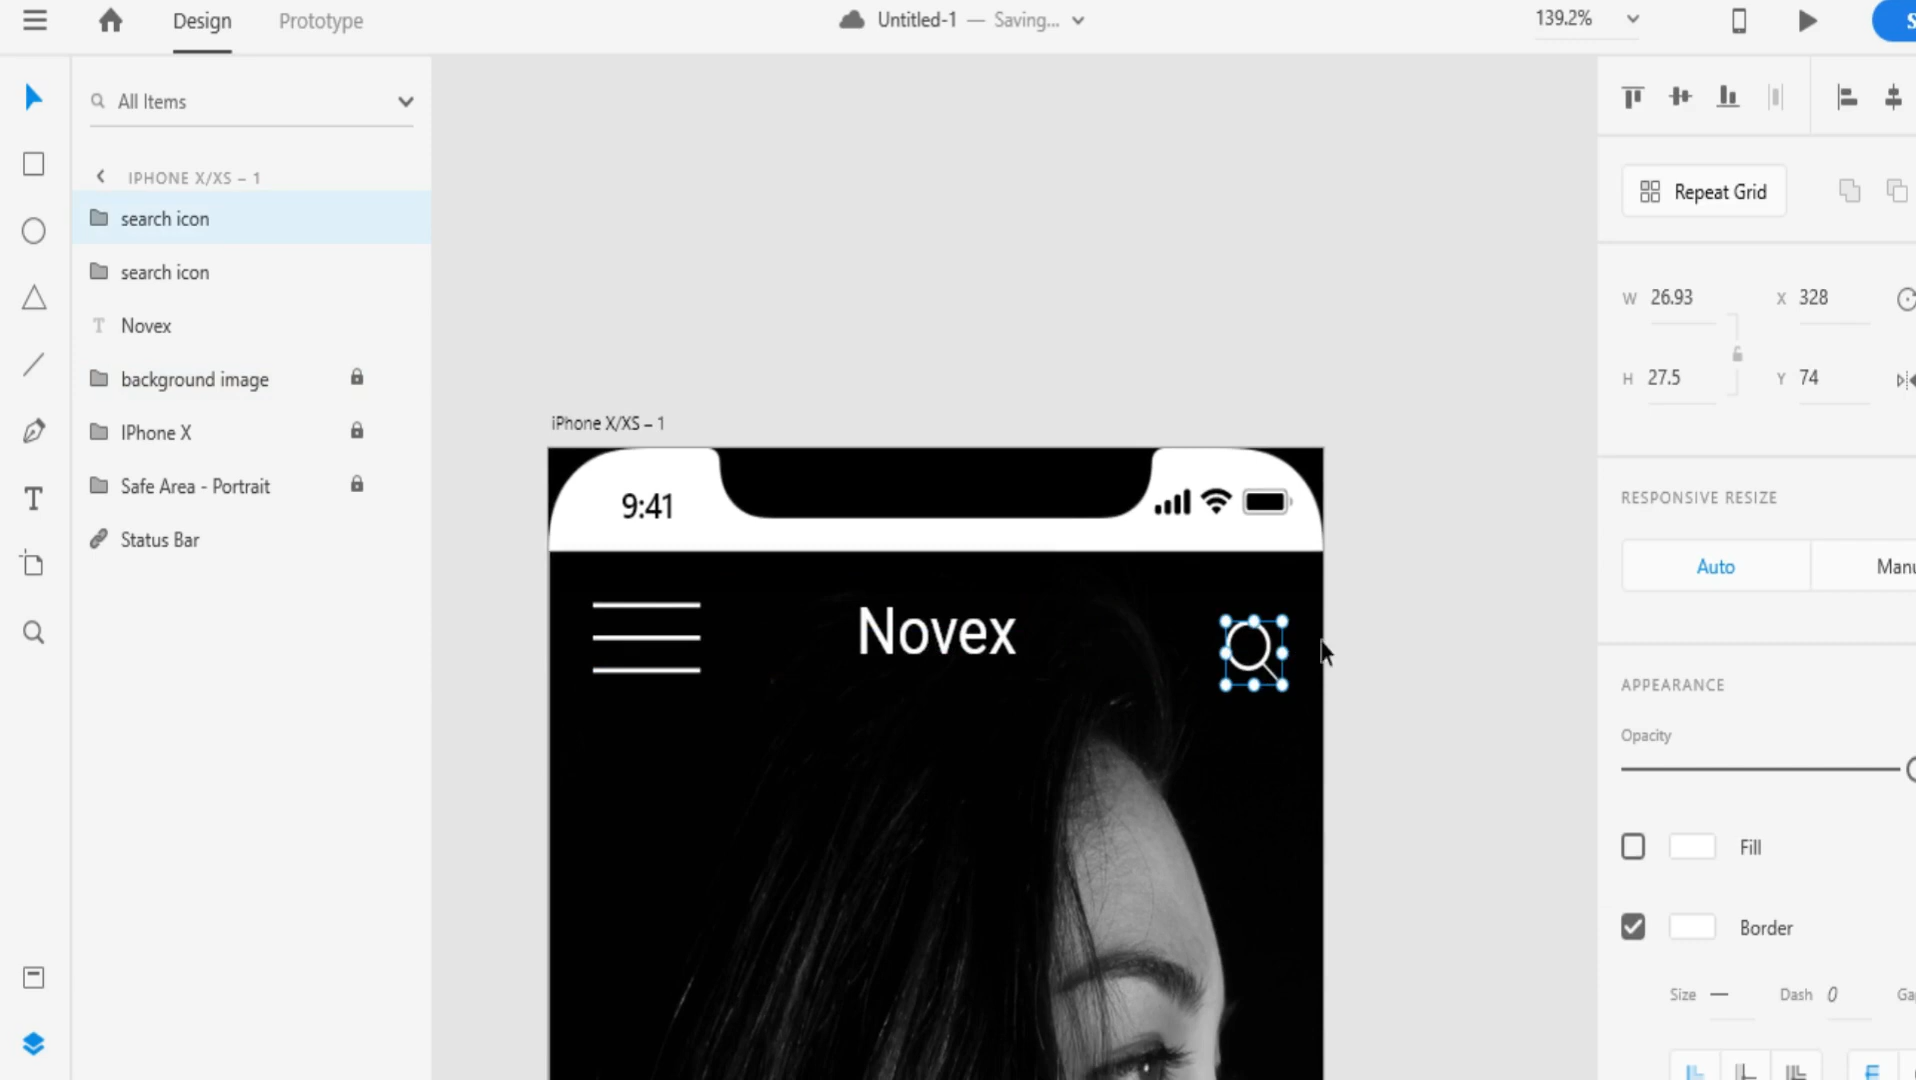 Design
Prototype
Untitled-1 — Saving...
139.2%
S
All Items
IPHONE X/XS – 1
search icon
search icon
T Novex
background image
IPhone X
Safe Area - Portrait
Status Bar
iPhone X/XS – 1
9:41
Novex
Repeat Grid
W 26.93
X 328
H 27.5
Y 74
RESPONSIVE RESIZE
Auto
Manu
APPEARANCE
Opacity
Fill
Border
Size —
Dash 0
Gap